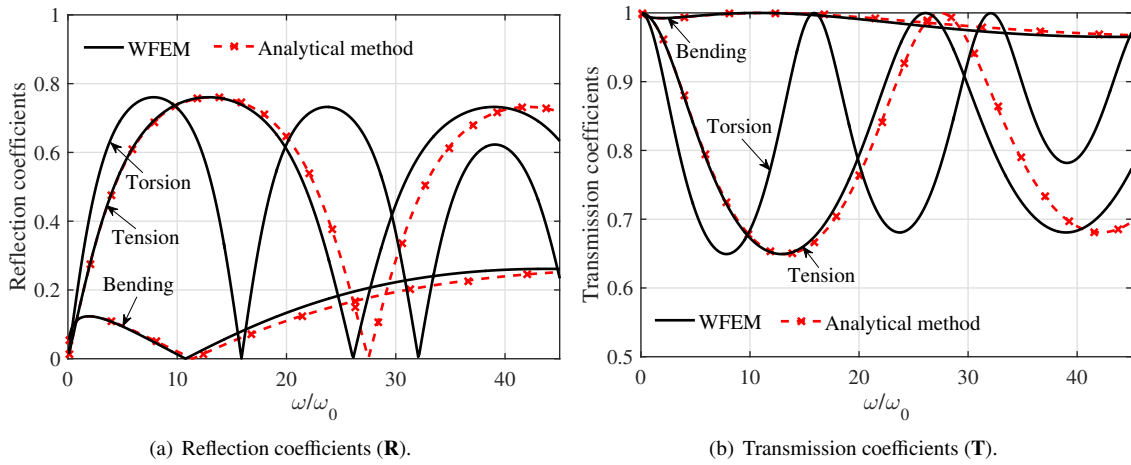 Reflection coefficients
1
0.8
0.6
0.4
0.2
0
WFEM
Analytical method
Torsion
Tension
Bending
0 10 20 30 40
ω/ω0
(a) Reflection coefficients (R).
Transmission coefficients
1
0.9
0.8
0.7
0.6
0.5
Bending
Torsion
Tension
WFEM
Analytical method
0 10 20 30 40
ω/ω0
(b) Transmission coefficients (T).